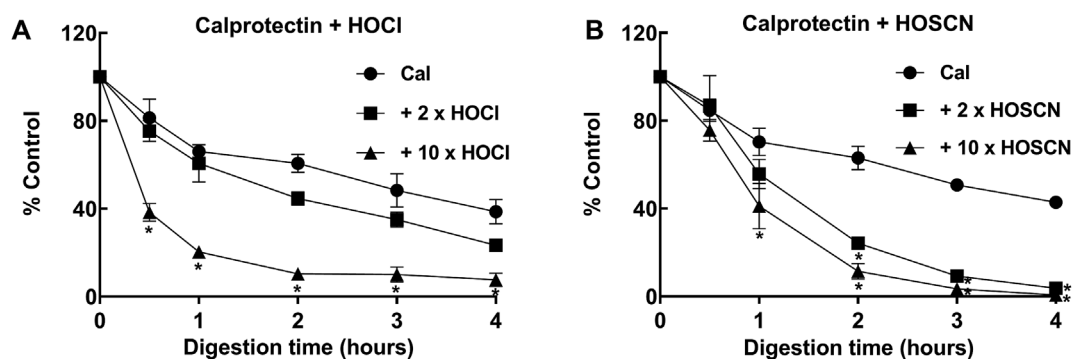 A
Calprotectin + HOCl
120
80
40
0
% Control
Cal
+ 2 x HOCl
+ 10 x HOCl
*
*
*
*
*
0
1
2
3
4
Digestion time (hours)
B
Calprotectin + HOSCN
120
80
40
0
% Control
Cal
+ 2 x HOSCN
+ 10 x HOSCN
*
*
*
*
*
*
*
0
1
2
3
4
Digestion time (hours)